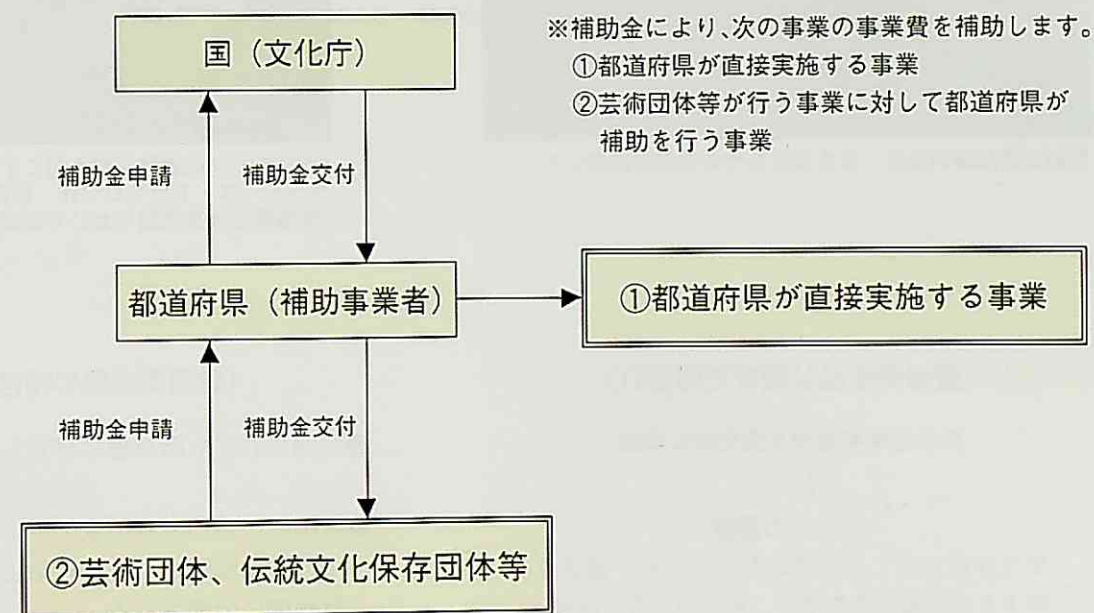 国（文化庁）
※補助金により、次の事業の事業費を補助します。
①都道府県が直接実施する事業
②芸術団体等が行う事業に対して都道府県が
補助を行う事業
補助金申請
補助金交付
都道府県（補助事業者）
①都道府県が直接実施する事業
補助金申請
補助金交付
②芸術団体、伝統文化保存団体等